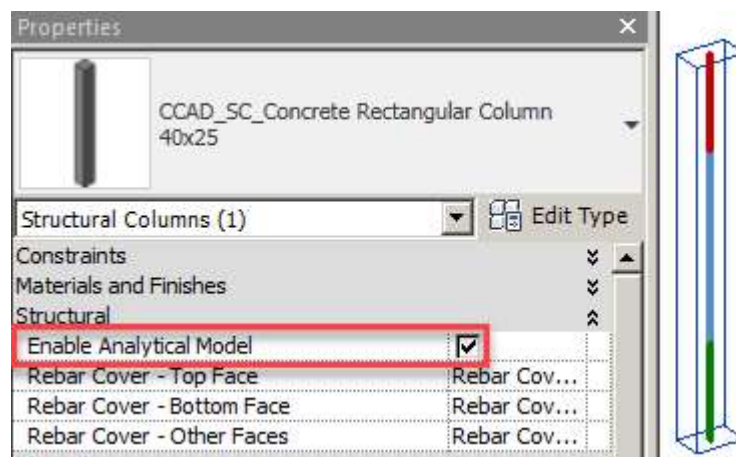 Properties
CCAD_SC_Concrete Rectangular Column
40x25
Structural Columns (1)
Edit Type
Constraints
Materials and Finishes
Structural
Enable Analytical Model
Rebar Cover - Top Face Rebar Cov...
Rebar Cover - Bottom Face Rebar Cov...
Rebar Cover - Other Faces Rebar Cov...